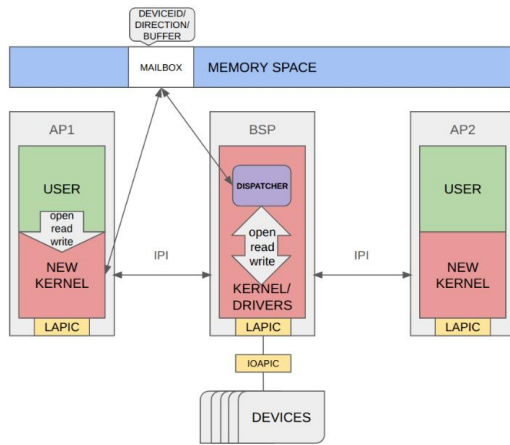 DEVICEID/
DIRECTION/
BUFFER
MAILBOX
MEMORY SPACE
AP1
USER
open
read
write
NEW
KERNEL
LAPIC
IPI
BSP
DISPATCHER
open
read
write
KERNEL/
DRIVERS
LAPIC
IOAPIC
DEVICES
IPI
AP2
USER
NEW
KERNEL
LAPIC